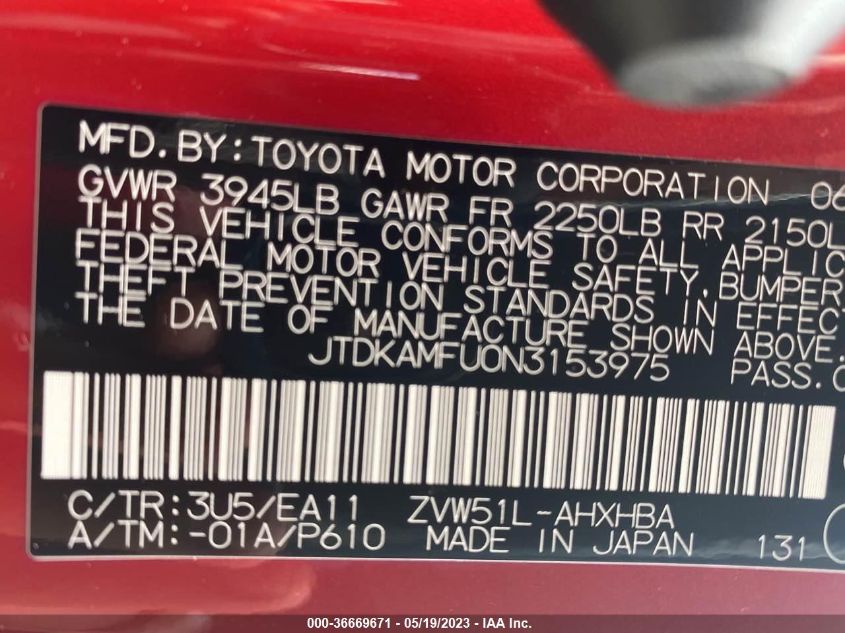 MFD. BY: TOYOTA MOTOR CORPORATION 06
GVWR 3945LB GAWR FR 2250LB RR 2150L
THIS VEHICLE CONFORMS TO ALL APPLIC
FEDERAL MOTOR VEHICLE SAFETY, BUMPER
THEFT PREVENTION STANDARDS IN EFFECT
THE DATE OF MANUFACTURE SHOWN ABOVE.
JTDKAMFU0N3153975 PASS. C
C/TR: 3U5/EA11 ZVW51L-AHXHBA
A/TM: -01A/P610 MADE IN JAPAN 131
000-36669671 - 05/19/2023 - IAA Inc.